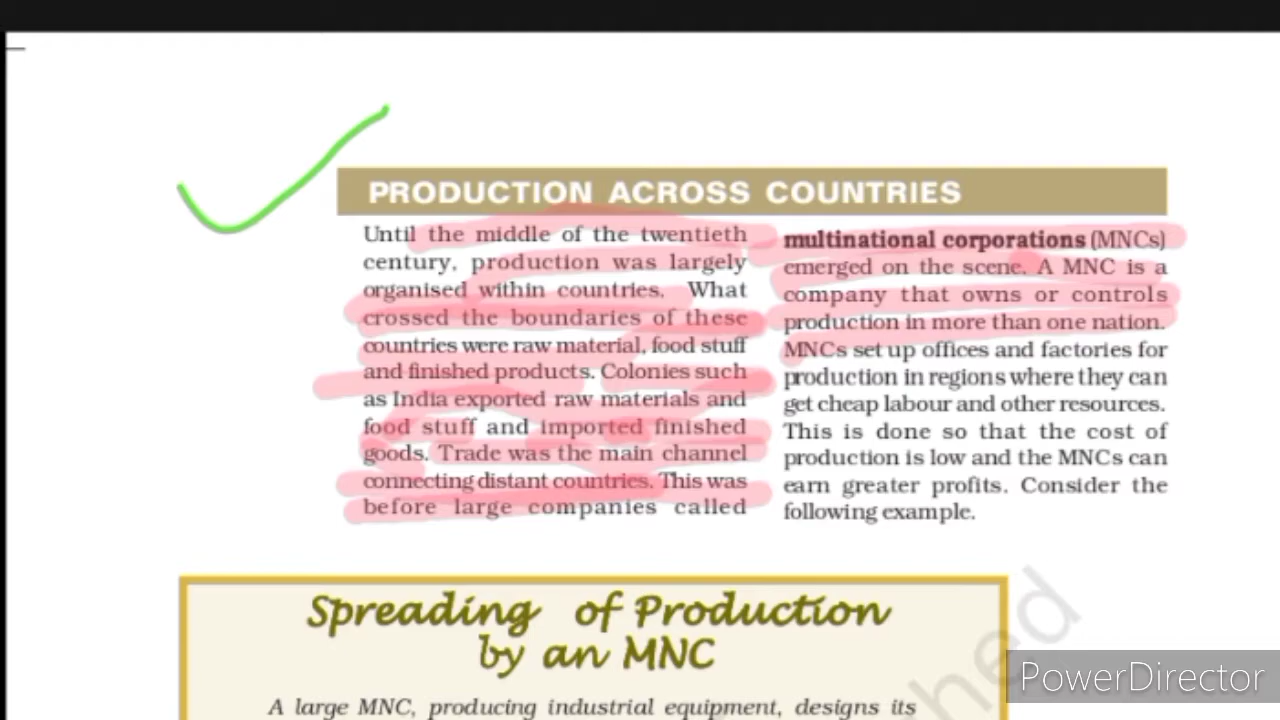 PRODUCTION ACROSS COUNTRIES
Until the middle of the twentieth
century, production was largely
organised within countries. What
crossed the boundaries of these
countries were raw material, food stuff
and finished products. Colonies such
as India exported raw materials and
food stuff and imported finished
goods. Trade was the main channel
connecting distant countries. This was
before large companies called
multinational corporations (MNCs)
emerged on the scene. A MNC is a
company that owns or controls
production in more than one nation.
MNCs set up offices and factories for
production in regions where they can
get cheap labour and other resources.
This is done so that the cost of
production is low and the MNCs can
earn greater profits. Consider the
following example.
Spreading of Production
by an MNC
A large MNC, producing industrial equipment, designs its
PowerDirector